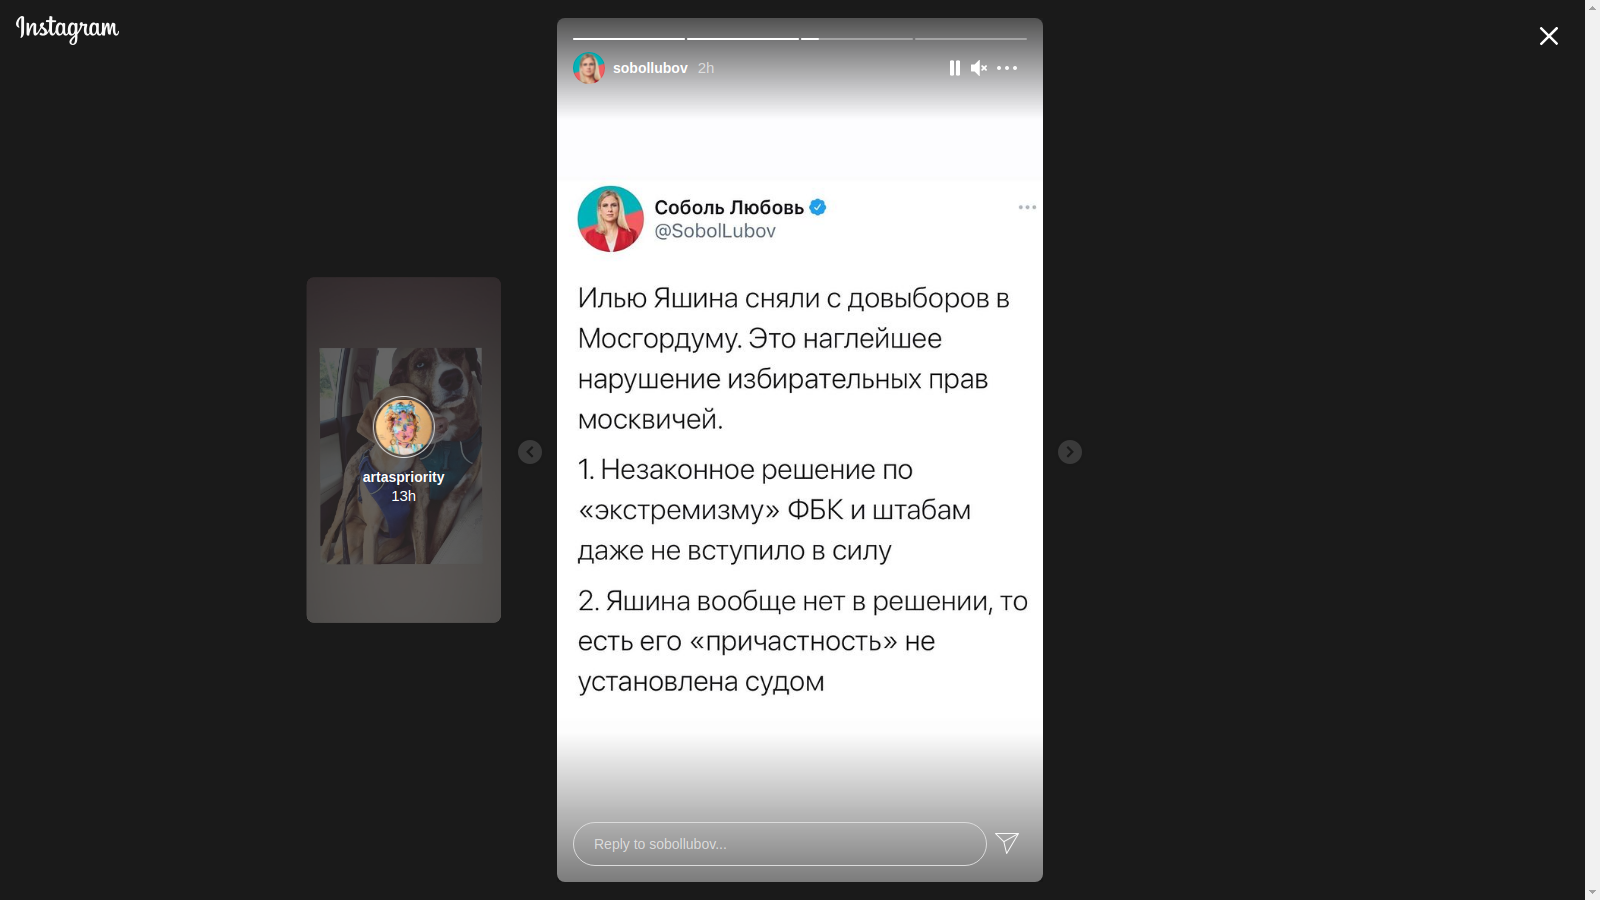 Instagram
sobollubov 2h
Соболь Любовь
@SobolLubov
Илью Яшина сняли с довыборов в
Мосгордуму. Это наглейшее
нарушение избирательных прав
москвичей.
1. Незаконное решение по
«экстремизму» ФБК и штабам
даже не вступило в силу
2. Яшина вообще нет в решении, то
есть его «причастность» не
установлена судом
artaspriority
13h
Reply to sobollubov...